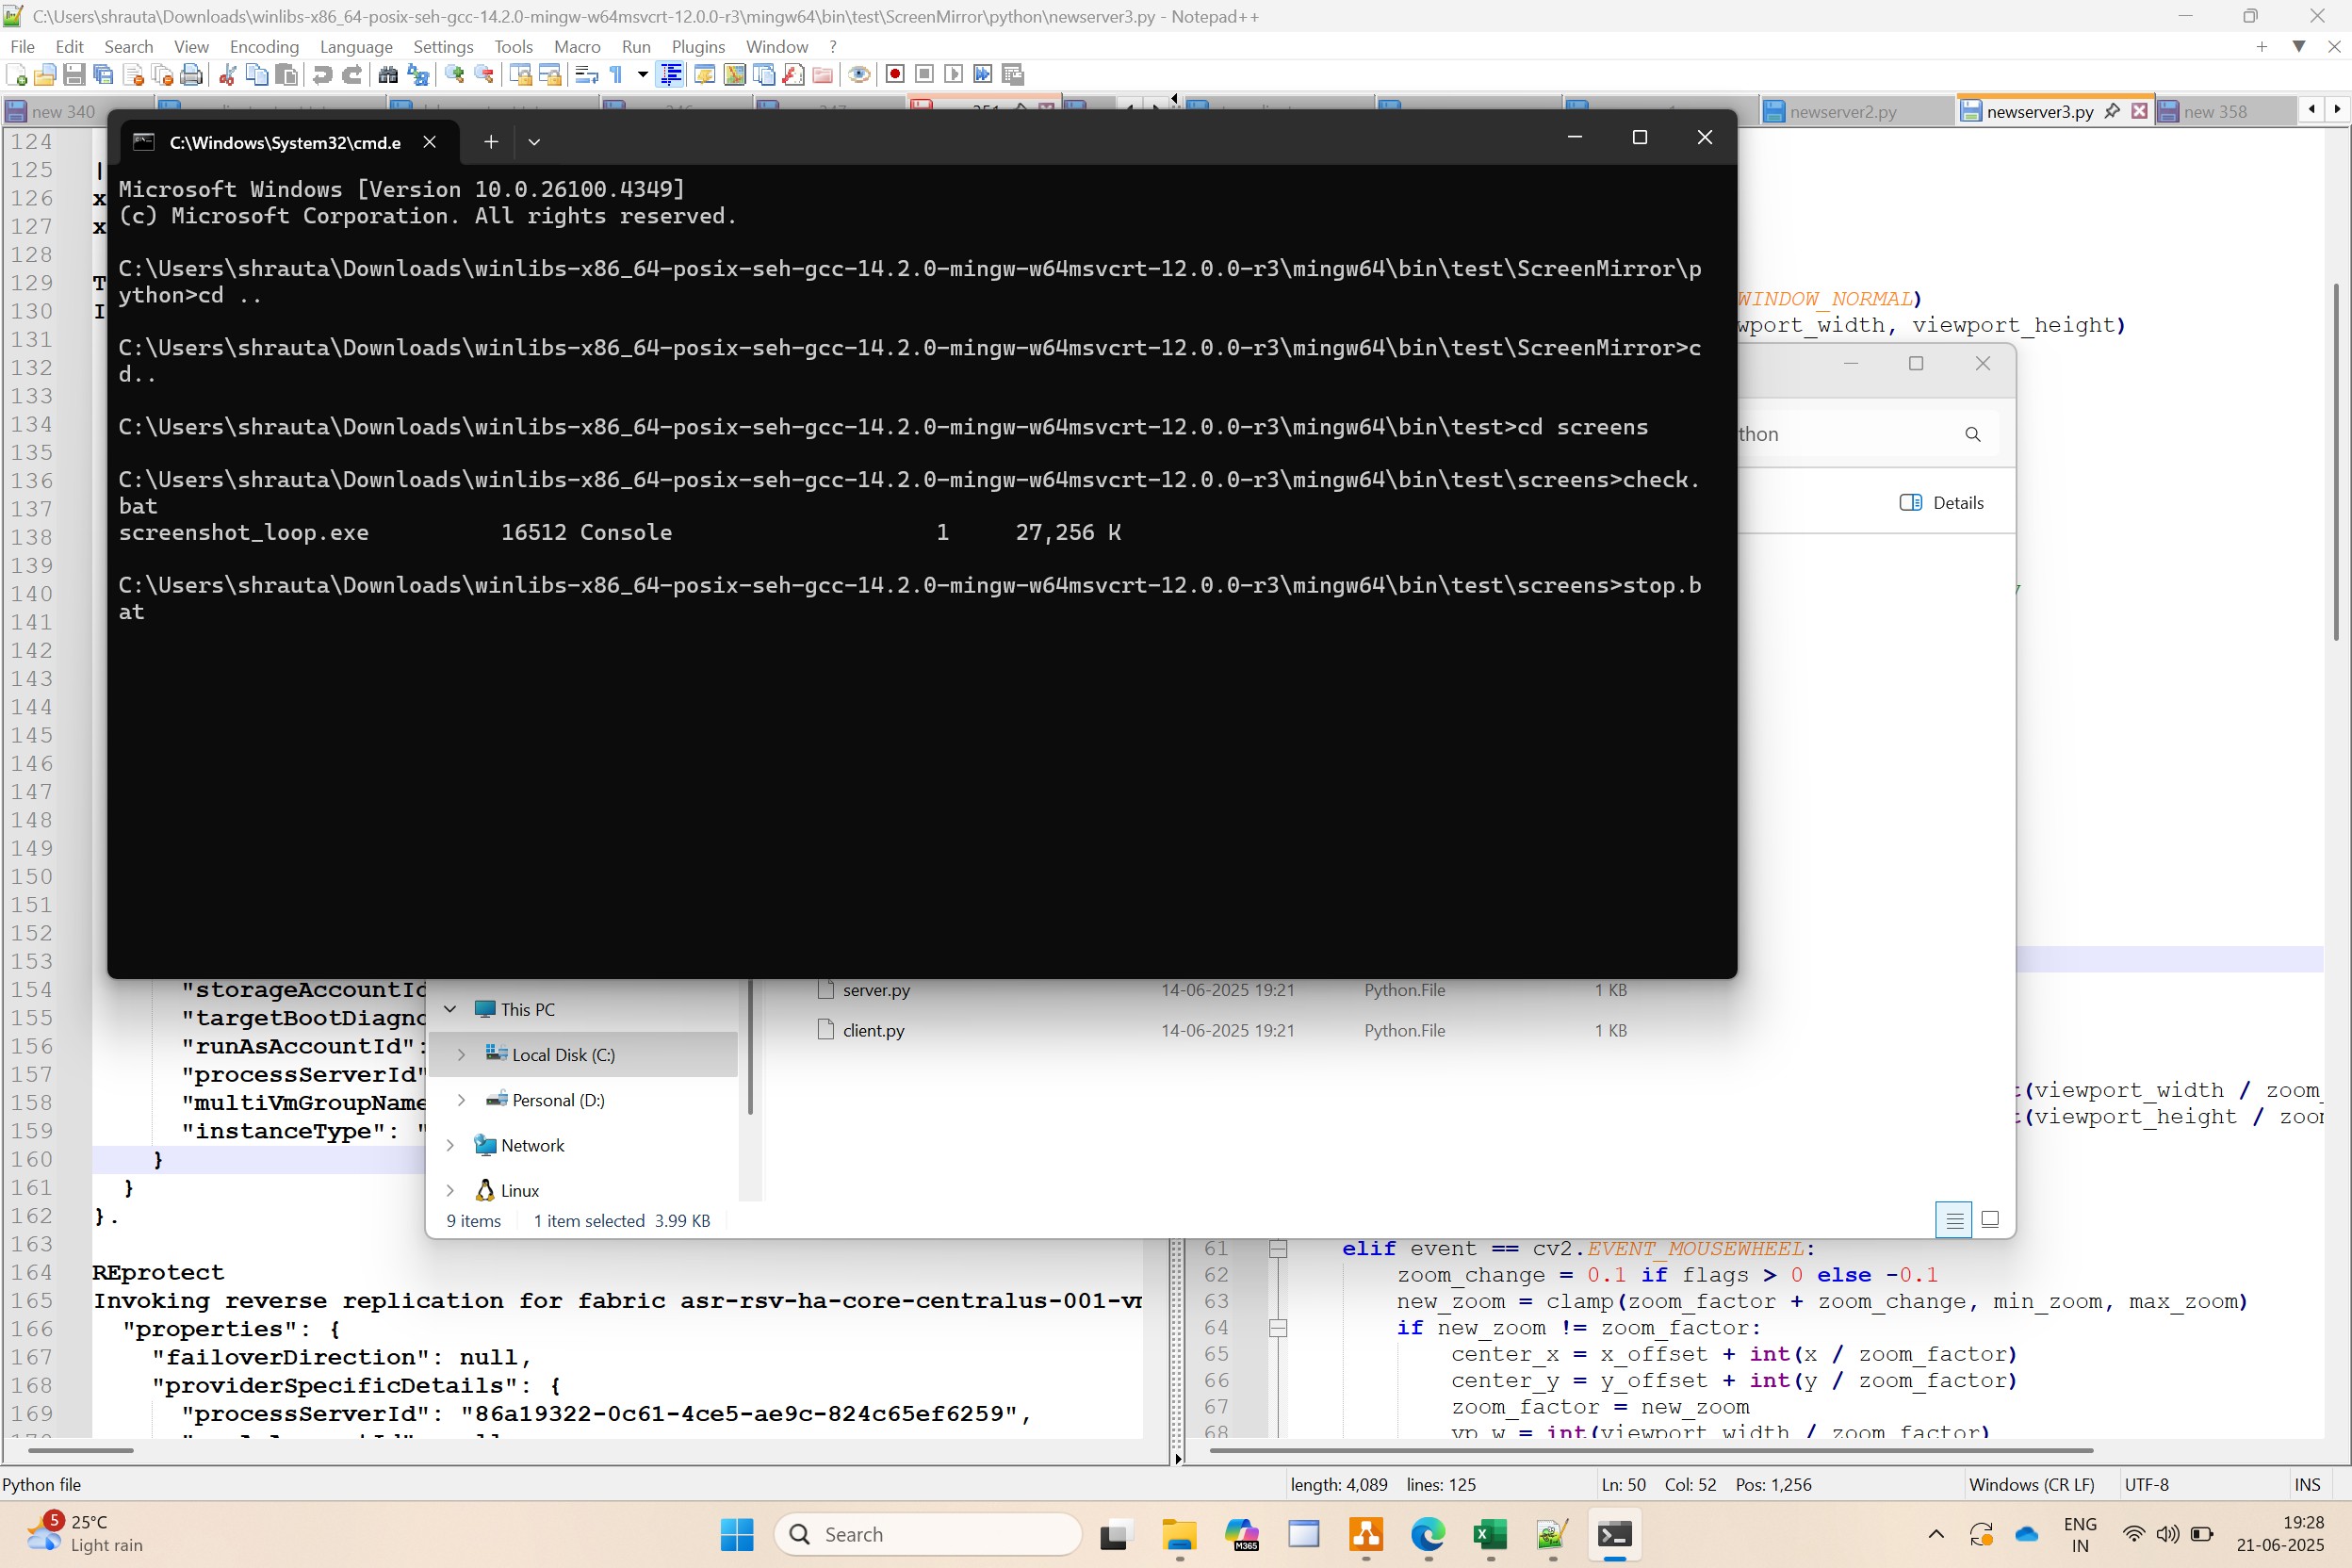 C:\Users\shrauta\Downloads\winlibs-x86_64-posix-seh-gcc-14.2.0-mingw-w64msvcrt-12.0.0-r3\mingw64\bin\test\ScreenMirror\python\newserver3.py - Notepad++
File Edit Search View Encoding Language Settings Tools Macro Run Plugins Window ?
new 340
newserver2.py
newserver3.py
new 358
C:\Windows\System32\cmd.e
Microsoft Windows [Version 10.0.26100.4349]
(c) Microsoft Corporation. All rights reserved.
C:\Users\shrauta\Downloads\winlibs-x86_64-posix-seh-gcc-14.2.0-mingw-w64msvcrt-12.0.0-r3\mingw64\bin\test\ScreenMirror\p
ython>cd ..
C:\Users\shrauta\Downloads\winlibs-x86_64-posix-seh-gcc-14.2.0-mingw-w64msvcrt-12.0.0-r3\mingw64\bin\test\ScreenMirror>c
d..
C:\Users\shrauta\Downloads\winlibs-x86_64-posix-seh-gcc-14.2.0-mingw-w64msvcrt-12.0.0-r3\mingw64\bin\test>cd screens
C:\Users\shrauta\Downloads\winlibs-x86_64-posix-seh-gcc-14.2.0-mingw-w64msvcrt-12.0.0-r3\mingw64\bin\test\screens>check.
bat
screenshot_loop.exe 16512 Console 1 27,256 K
C:\Users\shrauta\Downloads\winlibs-x86_64-posix-seh-gcc-14.2.0-mingw-w64msvcrt-12.0.0-r3\mingw64\bin\test\screens>stop.b
at
124
125 |
126 x
127 x
128
129 T
130 I
131
132
133
134
135
136
137
138
139
140
141
142
143
144
145
146
147
148
149
150
151
152
153
154 "storageAccountId
155 "targetBootDiagno
156 "runAsAccountId":
157 "processServerId"
158 "multiVmGroupName
159 "instanceType": "
160 }
161 }
162 }.
163
164 REprotect
165 Invoking reverse replication for fabric asr-rsv-ha-core-centralus-001-vm
166 "properties": {
167 "failoverDirection": null,
168 "providerSpecificDetails": {
169 "processServerId": "86a19322-0c61-4ce5-ae9c-824c65ef6259",
WINDOW_NORMAL)
wport_width, viewport_height)
thon
Details
server.py 14-06-2025 19:21 Python.File 1 KB
client.py 14-06-2025 19:21 Python.File 1 KB
This PC
Local Disk (C:)
Personal (D:)
Network
Linux
9 items 1 item selected 3.99 KB
(viewport_width / zoom_
(viewport_height / zoom
61 elif event == cv2.EVENT_MOUSEWHEEL:
62 zoom_change = 0.1 if flags > 0 else -0.1
63 new_zoom = clamp(zoom_factor + zoom_change, min_zoom, max_zoom)
64 if new_zoom != zoom_factor:
65 center_x = x_offset + int(x / zoom_factor)
66 center_y = y_offset + int(y / zoom_factor)
67 zoom_factor = new_zoom
68 vp_w = int(viewport_width / zoom_factor)
Python file length: 4,089 lines: 125 Ln: 50 Col: 52 Pos: 1,256 Windows (CR LF) UTF-8 INS
5
25°C
Light rain
Search
M365
ENG
IN
19:28
21-06-2025